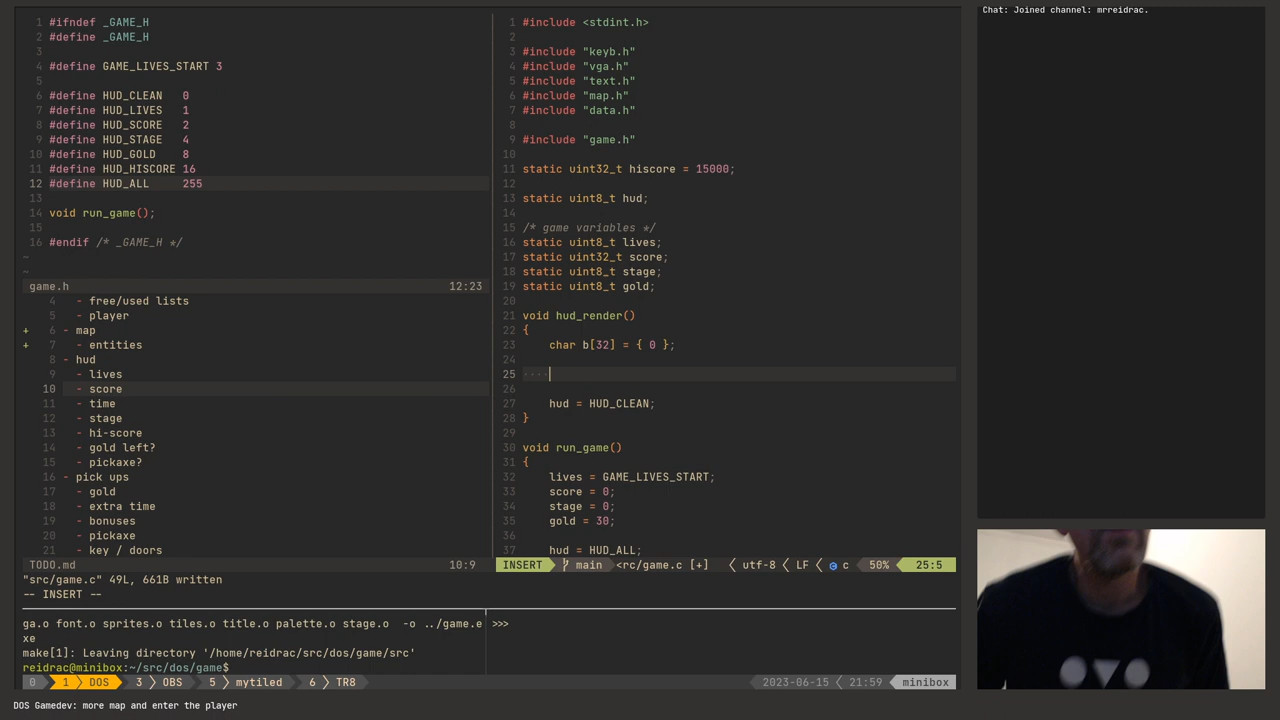 Chat: Joined channel: mrreidrac.
1 #ifndef _GAME_H
2 #define _GAME_H
3
4 #define GAME_LIVES_START 3
5
6 #define HUD_CLEAN   0
7 #define HUD_LIVES   1
8 #define HUD_SCORE   2
9 #define HUD_STAGE   4
10 #define HUD_GOLD    8
11 #define HUD_HISCORE 16
12 #define HUD_ALL     255
13
14 void run_game();
15
16 #endif /* _GAME_H */
~
~
game.h 12:23
4 - free/used lists
5 - player
+ 6 - map
+ 7 - entities
8 - hud
9 - lives
10 - score
11 - time
12 - stage
13 - hi-score
14 - gold left?
15 - pickaxe?
16 - pick ups
17 - gold
18 - extra time
19 - bonuses
20 - pickaxe
21 - key / doors
TODO.md 10:9
1 #include <stdint.h>
2
3 #include "keyb.h"
4 #include "vga.h"
5 #include "text.h"
6 #include "map.h"
7 #include "data.h"
8
9 #include "game.h"
10
11 static uint32_t hiscore = 15000;
12
13 static uint8_t hud;
14
15 /* game variables */
16 static uint8_t lives;
17 static uint32_t score;
18 static uint8_t stage;
19 static uint8_t gold;
20
21 void hud_render()
22 {
23     char b[32] = { 0 };
24
25 ····
26
27     hud = HUD_CLEAN;
28 }
29
30 void run_game()
31 {
32     lives = GAME_LIVES_START;
33     score = 0;
34     stage = 0;
35     gold = 30;
36
37     hud = HUD_ALL;
INSERT main <rc/game.c [+] utf-8 LF c 50% 25:5
"src/game.c" 49L, 661B written
-- INSERT --
ga.o font.o sprites.o tiles.o title.o palette.o stage.o  -o ../game.e
xe
make[1]: Leaving directory '/home/reidrac/src/dos/game/src'
reidrac@minibox:~/src/dos/game$
>>>
0 1 DOS 3 OBS 5 mytiled 6 TR8 2023-06-15 21:59 minibox
DOS Gamedev: more map and enter the player